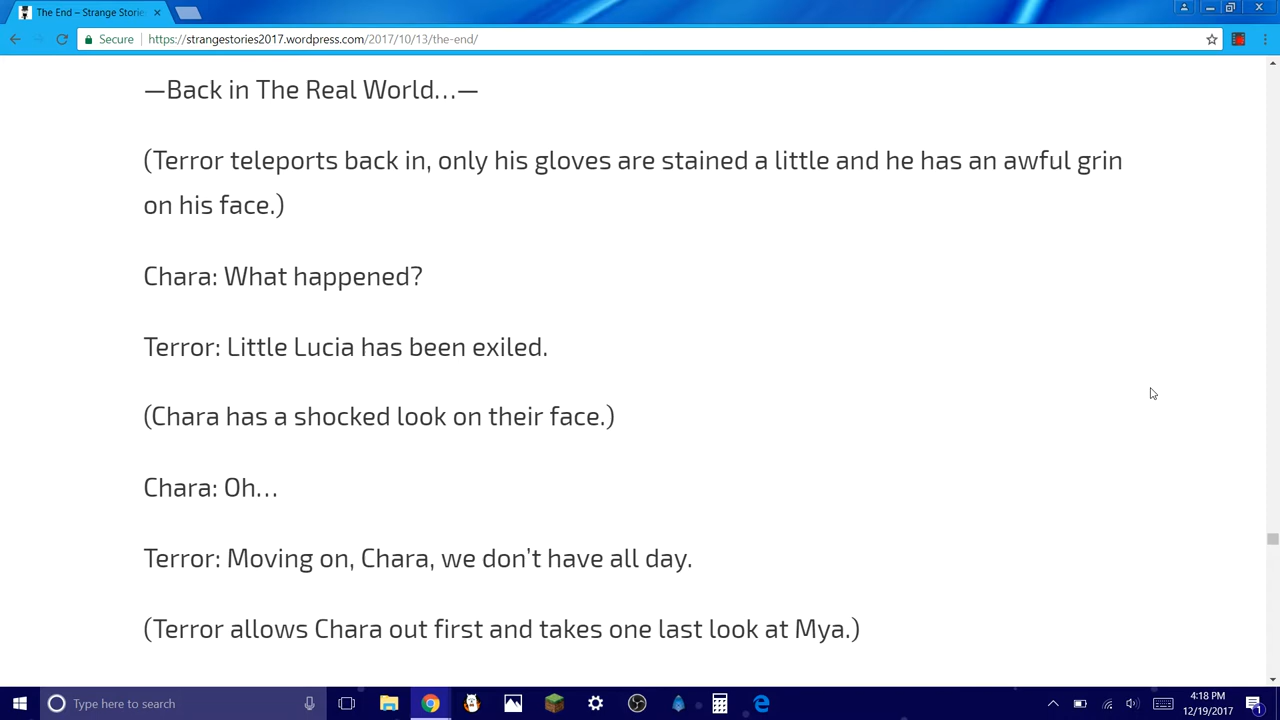 The End – Strange Storie
Secure https://strangestories2017.wordpress.com/2017/10/13/the-end/
—Back in The Real World…—
(Terror teleports back in, only his gloves are stained a little and he has an awful grin
on his face.)
Chara: What happened?
Terror: Little Lucia has been exiled.
(Chara has a shocked look on their face.)
Chara: Oh…
Terror: Moving on, Chara, we don’t have all day.
(Terror allows Chara out first and takes one last look at Mya.)
Type here to search
4:18 PM
12/19/2017
1